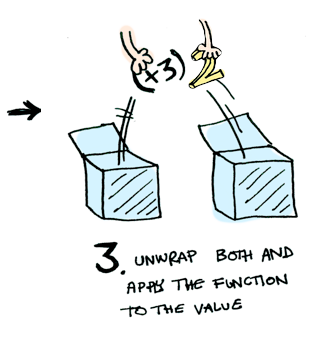 (+3) 2
3. UNWRAP BOTH AND
APPLY THE FUNCTION
TO THE VALUE